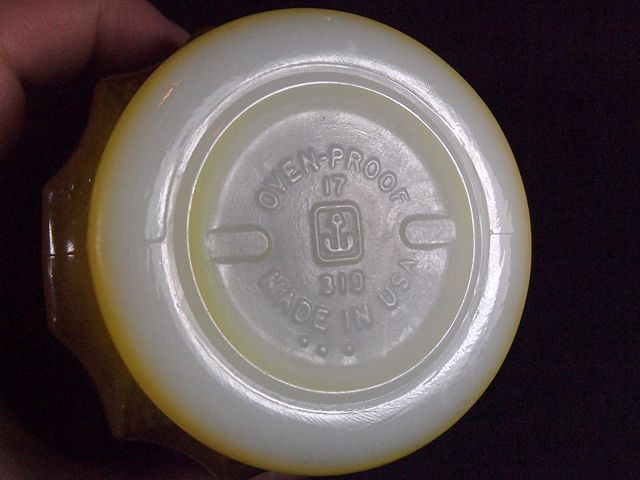 OVEN-PROOF
17
319
MADE IN USA